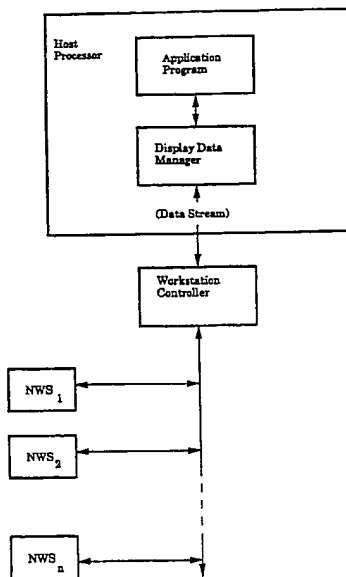 Host
Processor
Application
Program
Display Data
Manager
(Data Stream)
Workstation
Controller
NWS 1
NWS 2
NWS n